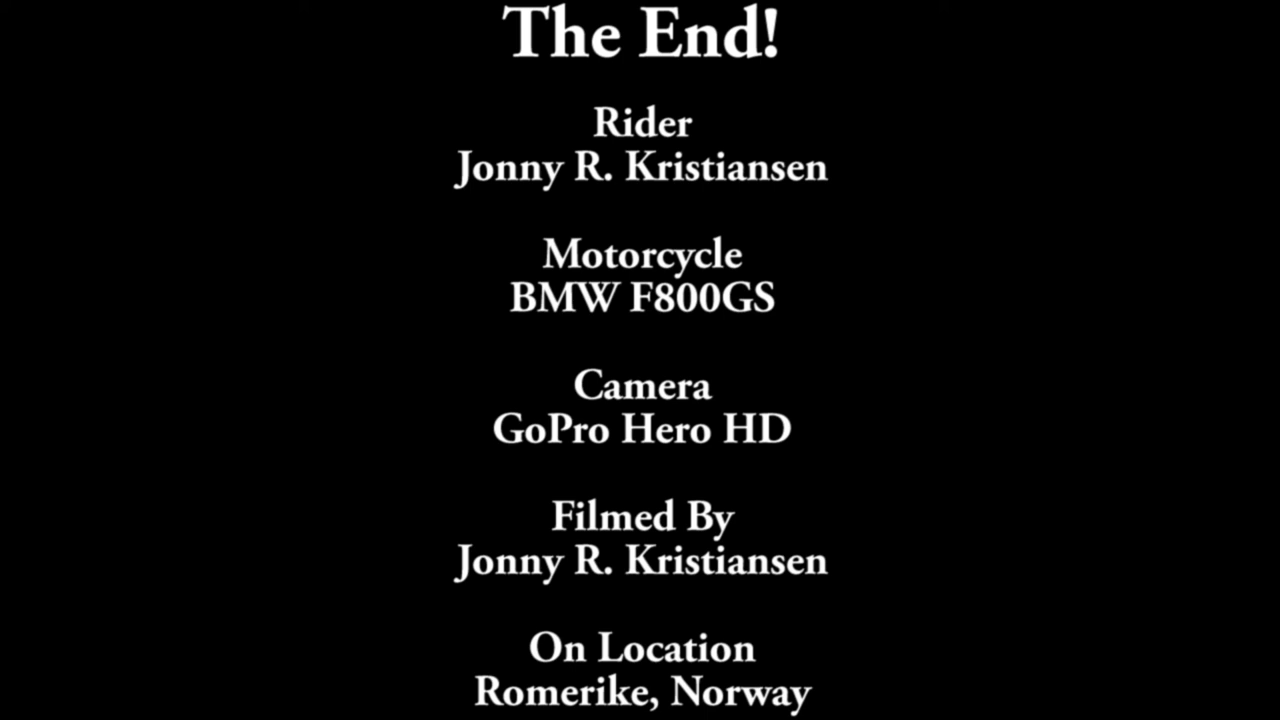 The End!
Rider
Jonny R. Kristiansen
Motorcycle
BMW F800GS
Camera
GoPro Hero HD
Filmed By
Jonny R. Kristiansen
On Location
Romerike, Norway